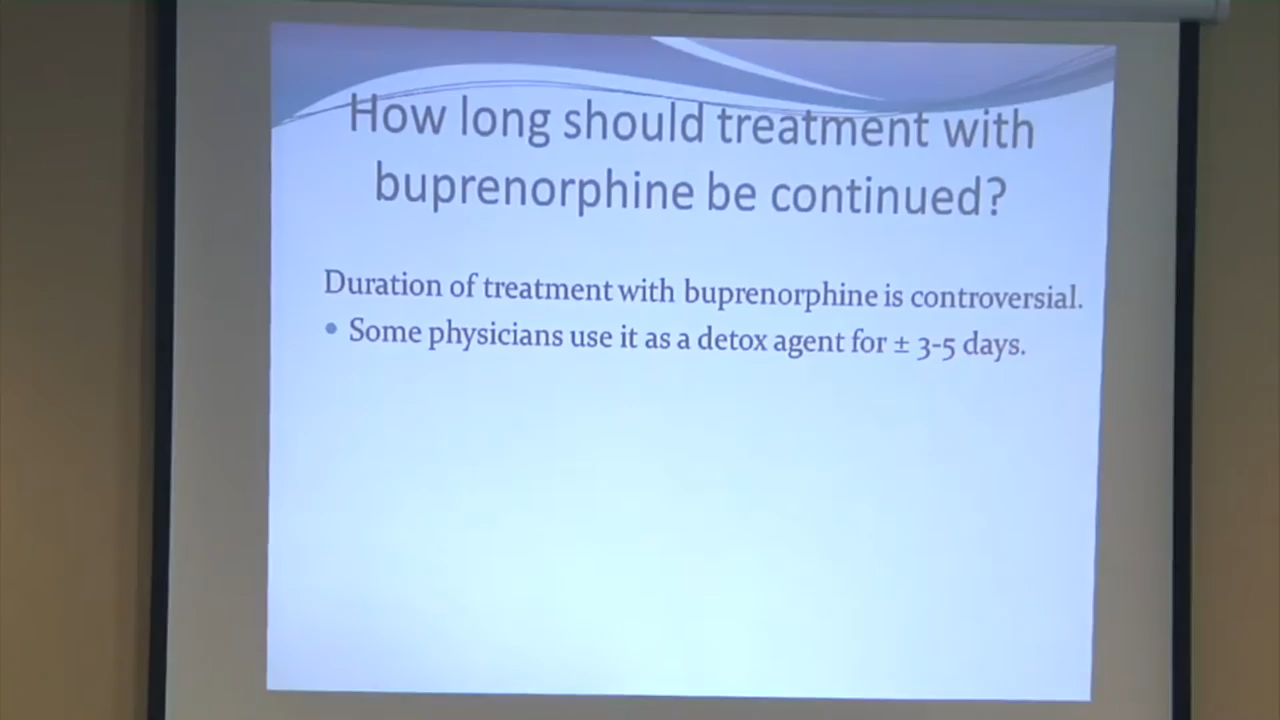 How long should treatment with
buprenorphine be continued?
Duration of treatment with buprenorphine is controversial.
• Some physicians use it as a detox agent for ± 3-5 days.